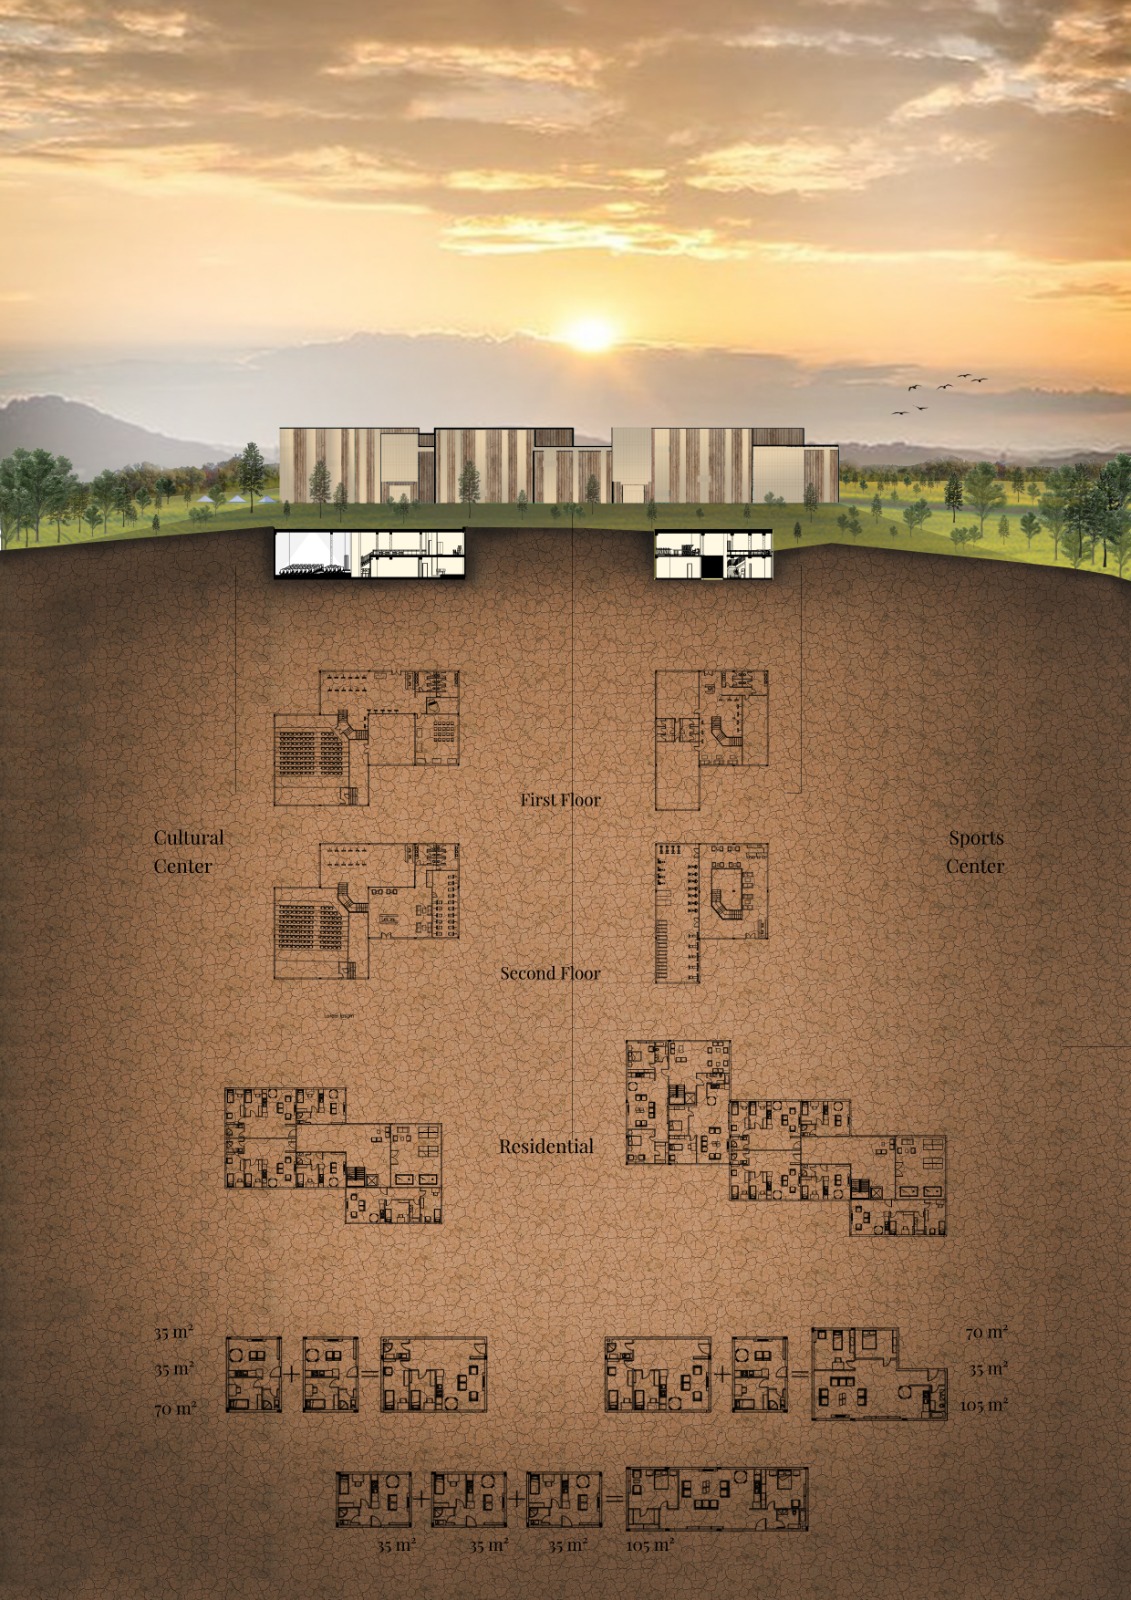 First Floor
Cultural
Center
Sports
Center
Second Floor
Residential
35 m²
35 m²
70 m²
70 m²
35 m²
105 m²
35 m²
35 m²
35 m²
105 m²